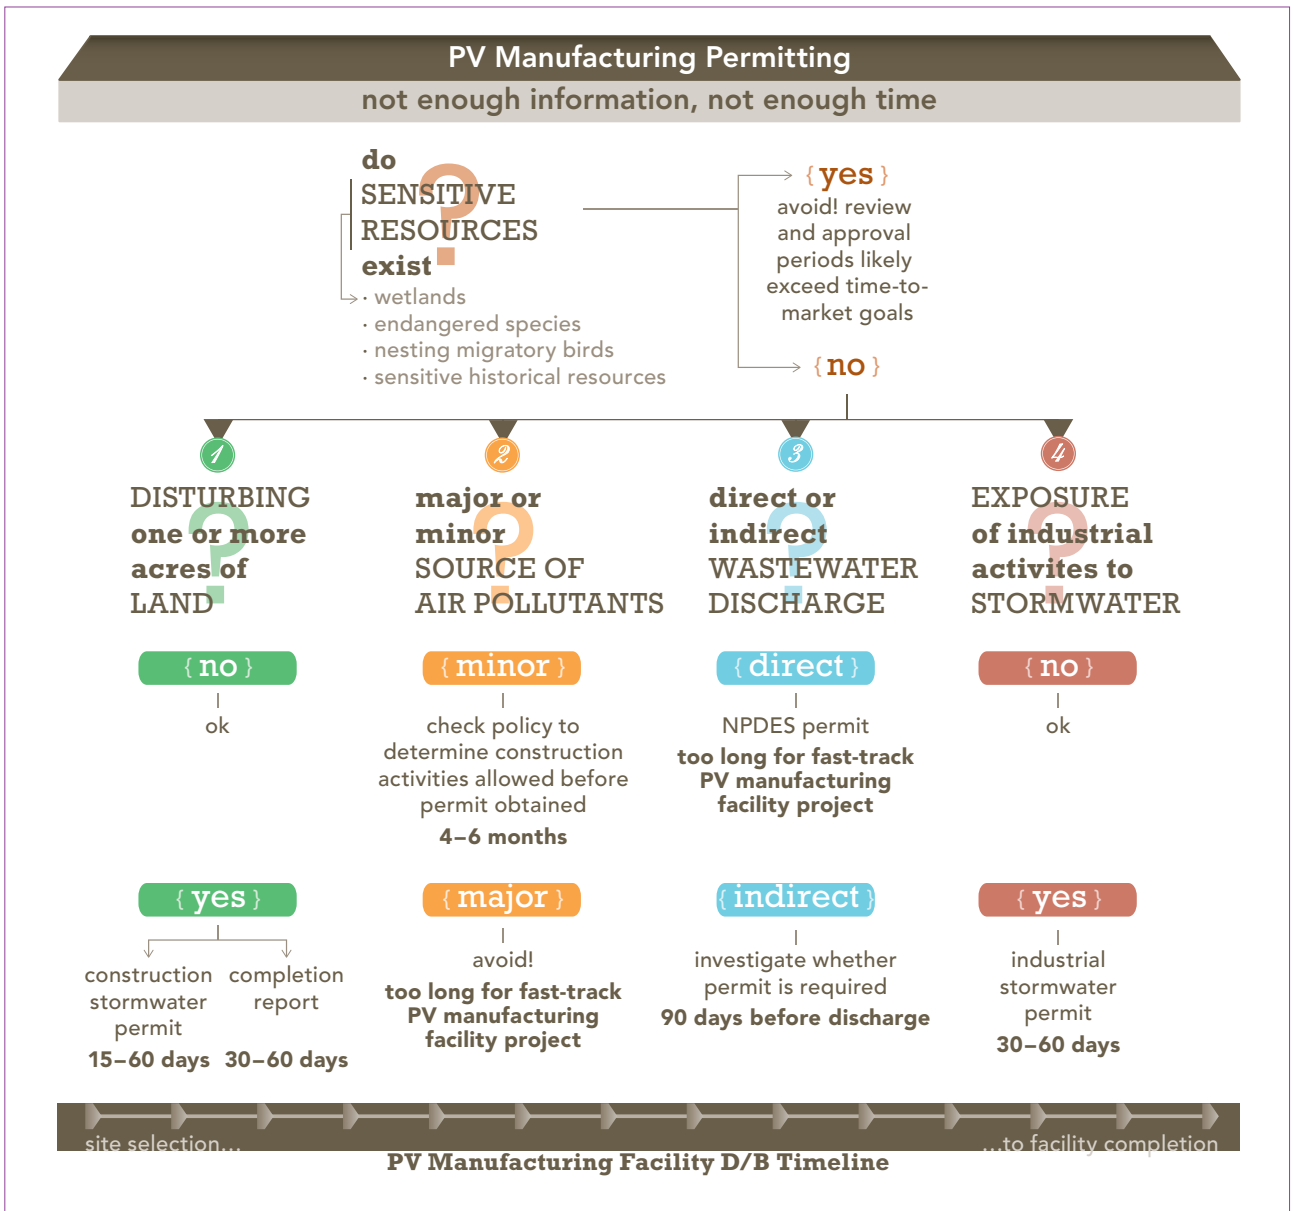 PV Manufacturing Permitting
not enough information, not enough time
do
SENSITIVE
RESOURCES
exist
?
· wetlands
· endangered species
· nesting migratory birds
· sensitive historical resources
{ yes }
avoid! review
and approval
periods likely
exceed time-to-
market goals
{ no }
1
DISTURBING
one or more
acres of
LAND
?
{ no }
ok
{ yes }
construction
stormwater
permit
15–60 days
completion
report
30–60 days
2
major or
minor
SOURCE OF
AIR POLLUTANTS
?
{ minor }
check policy to
determine construction
activities allowed before
permit obtained
4–6 months
{ major }
avoid!
too long for fast-track
PV manufacturing
facility project
3
direct or
indirect
WASTEWATER
DISCHARGE
?
{ direct }
NPDES permit
too long for fast-track
PV manufacturing
facility project
{ indirect }
investigate whether
permit is required
90 days before discharge
4
EXPOSURE
of industrial
activites to
STORMWATER
?
{ no }
ok
{ yes }
industrial
stormwater
permit
30–60 days
site selection...
...to facility completion
PV Manufacturing Facility D/B Timeline